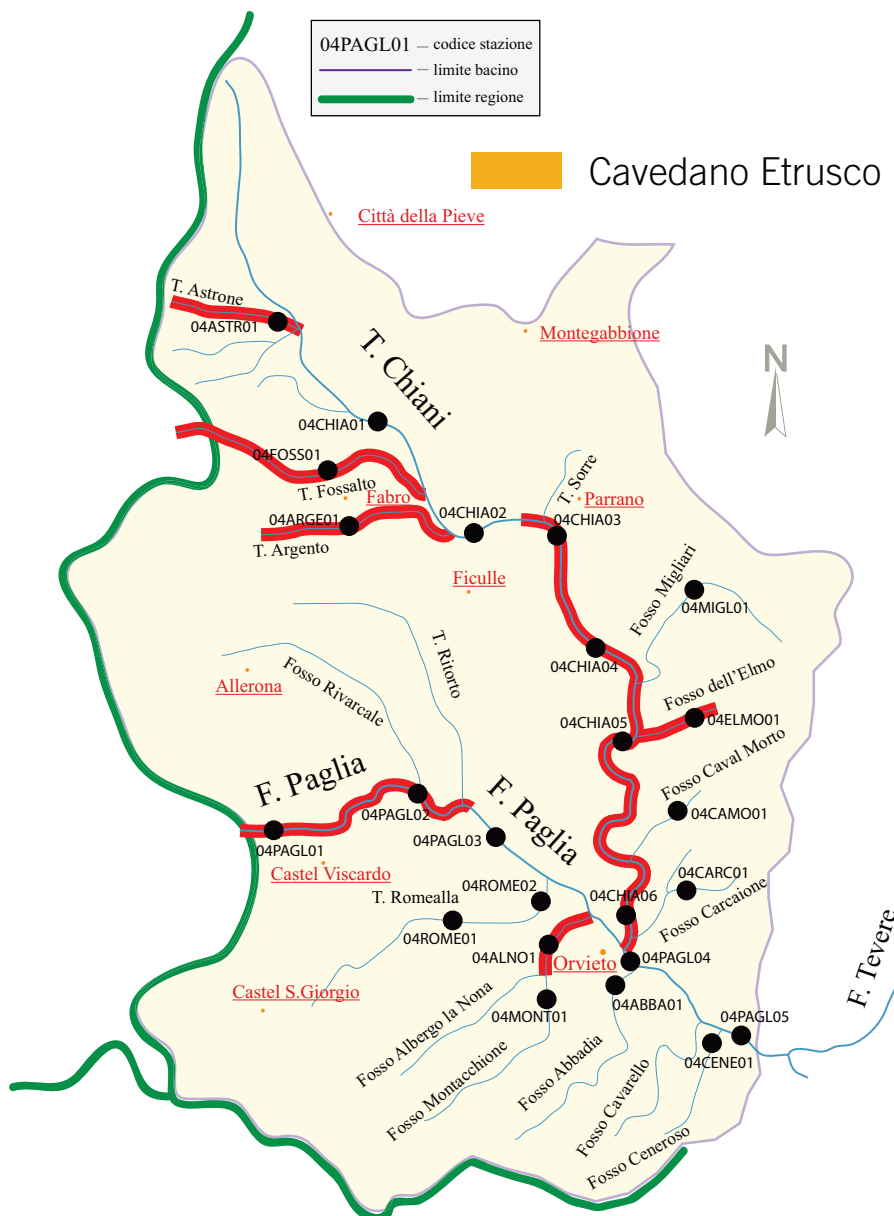 04PAGL01 — codice stazione
— limite bacino
— limite regione
Cavedano Etrusco
Città della Pieve
T. Astrone
04ASTR01
Montegabbione
N
T. Chiani
04CHIA01
04FOSS01
T. Fossalto
Fabro
T. Sorre
Parrano
04ARGE01
04CHIA02
04CHIA03
T. Argento
Ficulle
Fosso Migliari
04MIGL01
04CHIA04
T. Ritorto
Allerona
Fosso Rivarcale
Fosso dell'Elmo
04CHIA05
04ELMO01
F. Paglia
F. Paglia
Fosso Caval Morto
04PAGL02
04CAMO01
04PAGL01
04PAGL03
Castel Viscardo
04CARC01
T. Romealla
04ROME02
04CHIA06
Fosso Carcaione
04ROME01
04ALNO1
Orvieto
04PAGL04
F. Tevere
Castel S.Giorgio
04MONT01
04ABBA01
04PAGL05
Fosso Albergo la Nona
04CENE01
Fosso Montacchione
Fosso Abbadia
Fosso Cavarello
Fosso Ceneroso